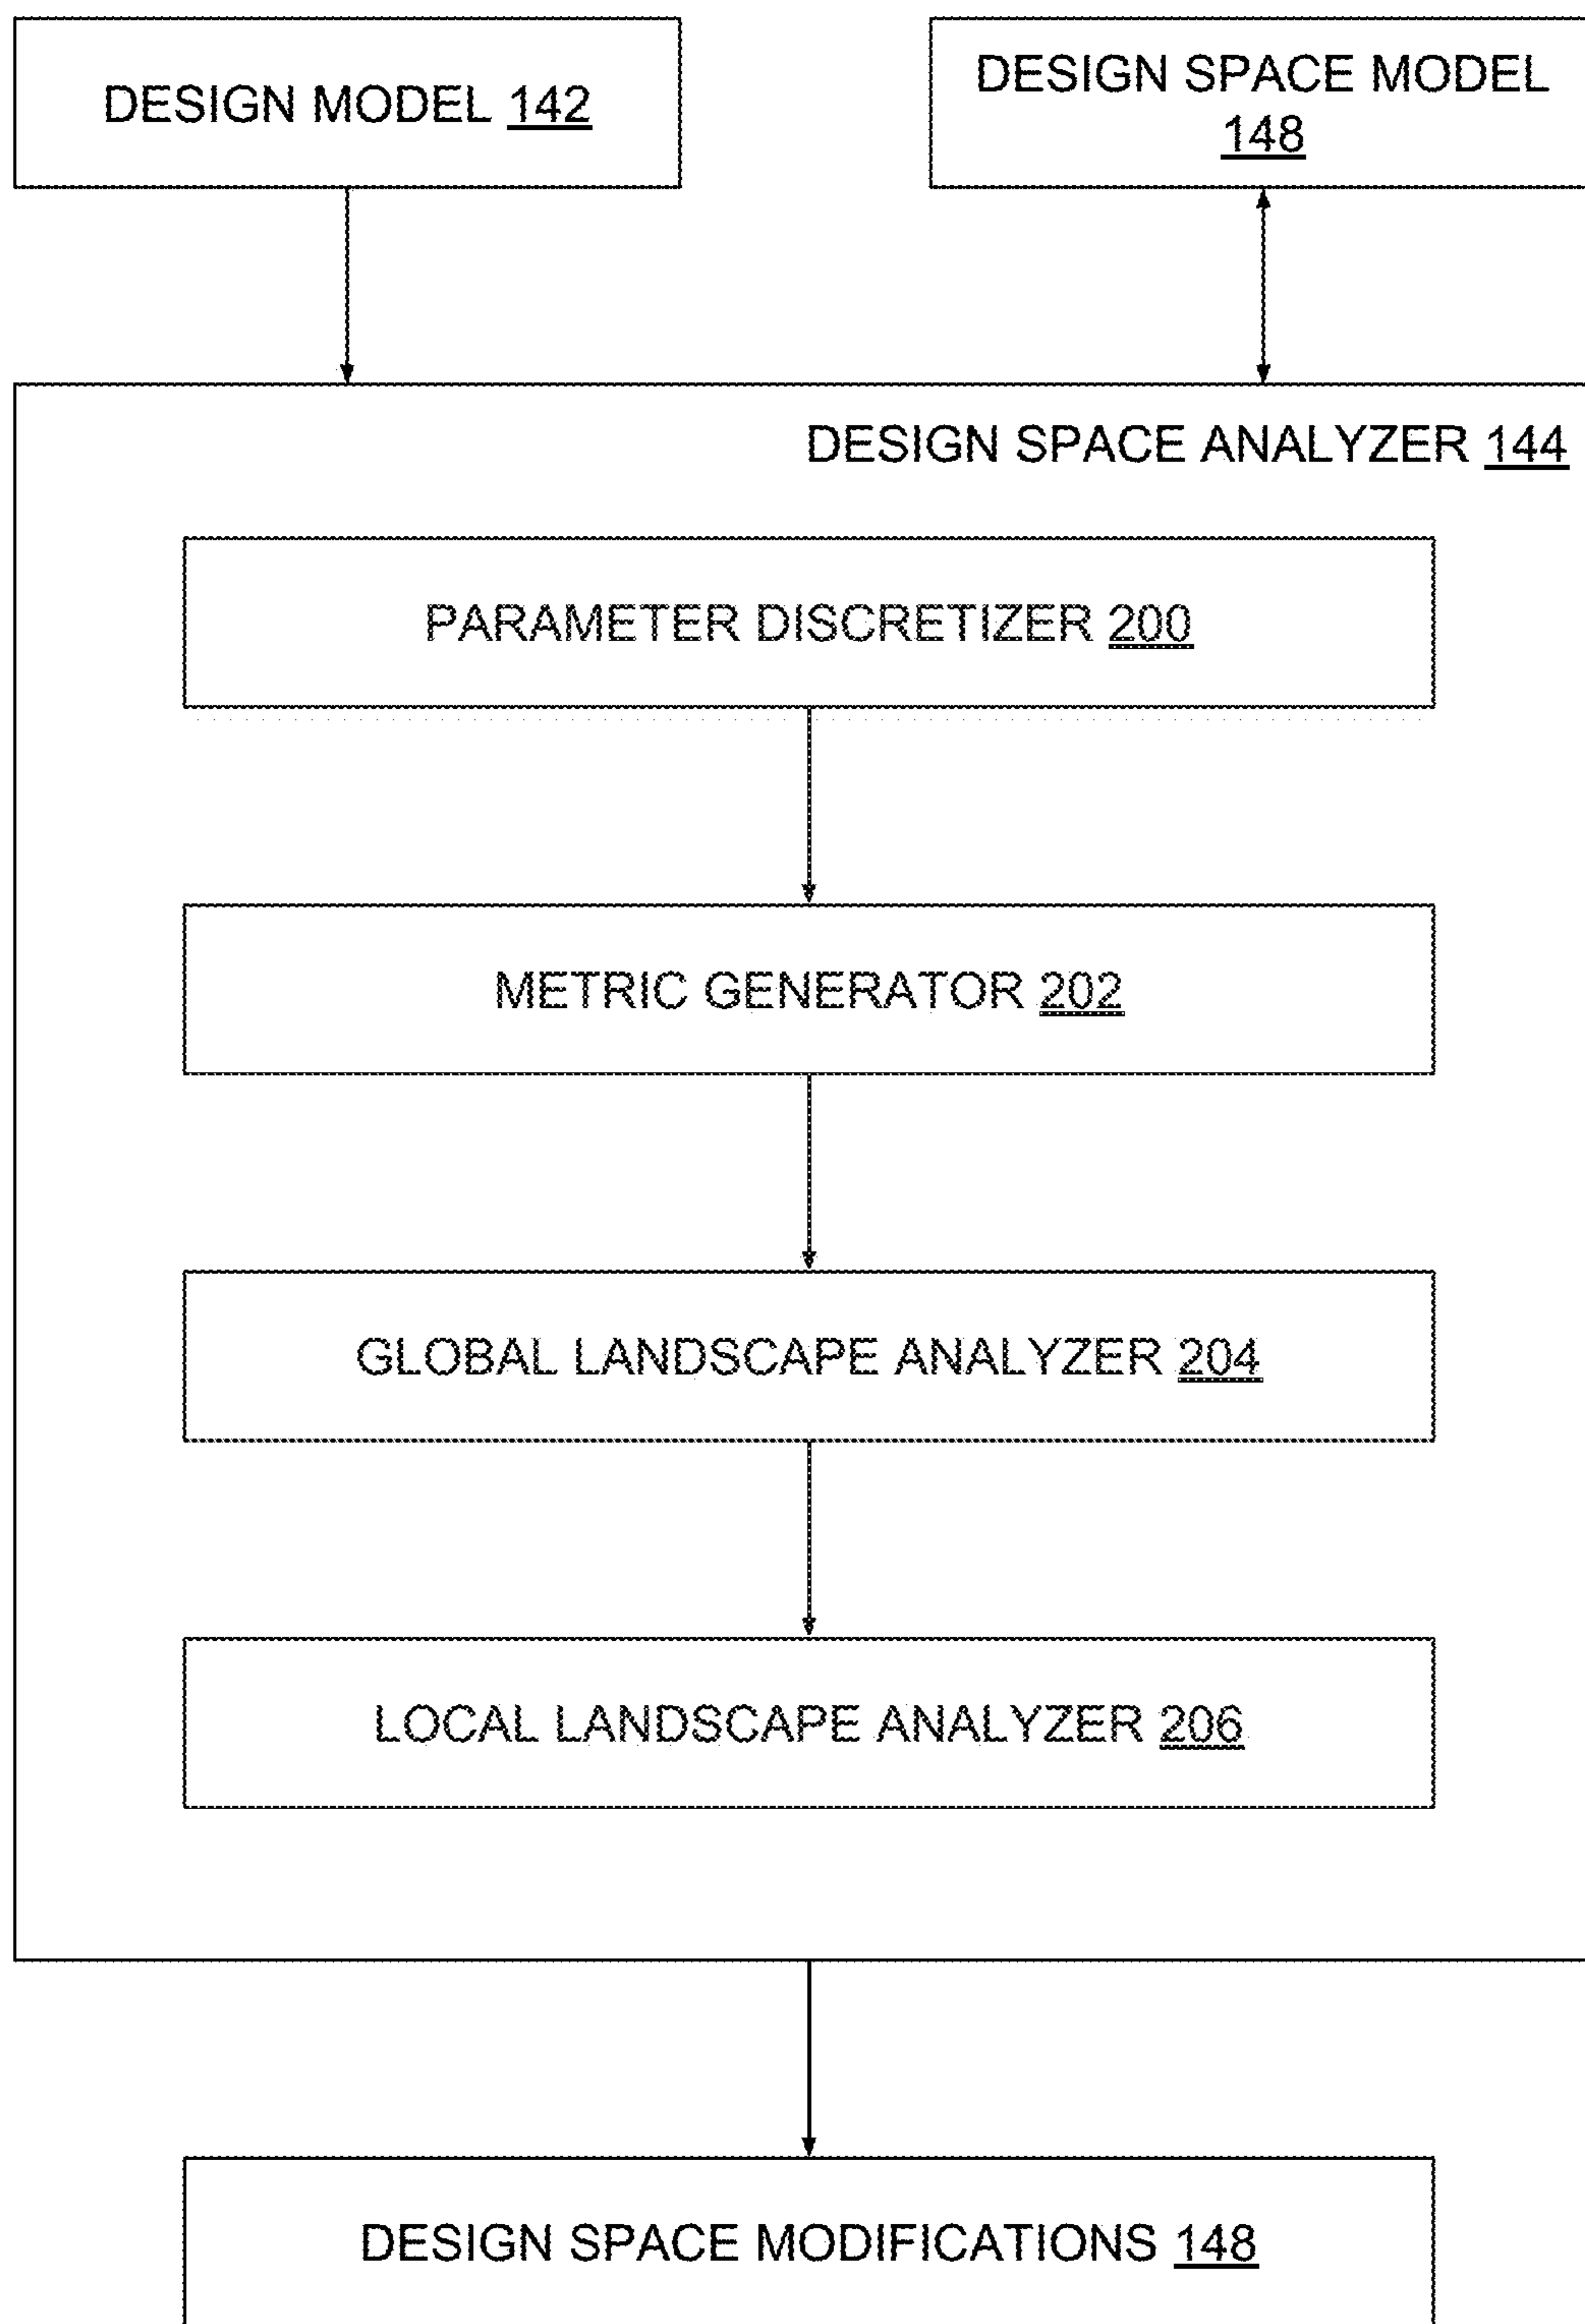 DESIGN MODEL 142
DESIGN SPACE MODEL
148
DESIGN SPACE ANALYZER 144
PARAMETER DISCRETIZER 200
METRIC GENERATOR 202
GLOBAL LANDSCAPE ANALYZER 204
LOCAL LANDSCAPE ANALYZER 206
DESIGN SPACE MODIFICATIONS 148